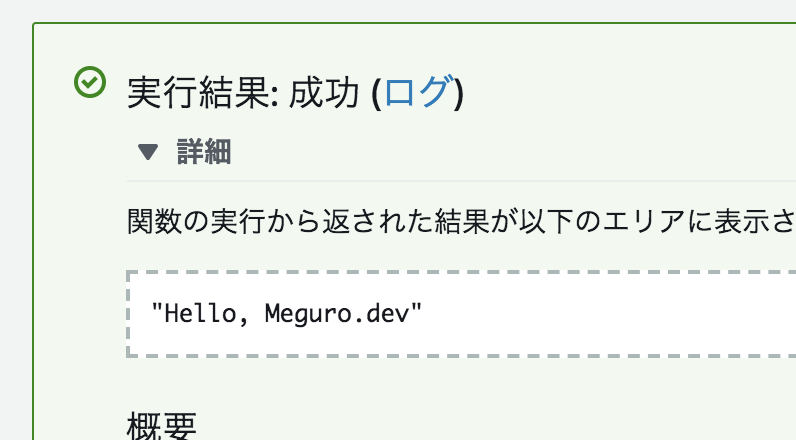 実行結果: 成功 (ログ)
▼ 詳細
関数の実行から返された結果が以下のエリアに表示さ
"Hello, Meguro.dev"
概要